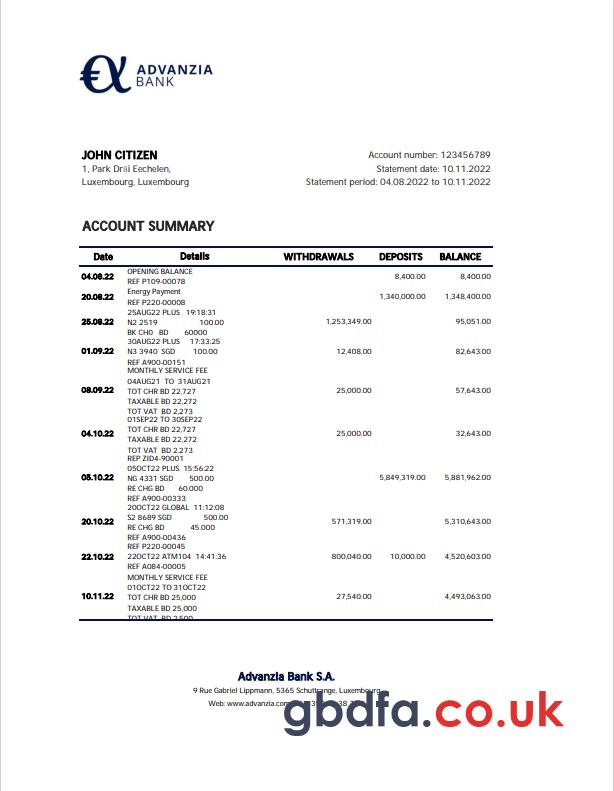 €α ADVANZIA
BANK
JOHN CITIZEN
1, Park Dräi Eechelen,
Luxembourg, Luxembourg
Account number: 123456789
Statement date: 10.11.2022
Statement period: 04.08.2022 to 10.11.2022
ACCOUNT SUMMARY
Date Details WITHDRAWALS DEPOSITS BALANCE
04.08.22 OPENING BALANCE 8,400.00 8,400.00
REF P109-00078
20.08.22 Energy Payment 1,340,000.00 1,348,400.00
REF P220-00008
25AUG22 PLUS 19:18:31
25.08.22 N2 2519 100.00 1,253,349.00 95,051.00
BK CH0 BD 60000
30AUG22 PLUS 17:33:25
01.09.22 N3 3940 SGD 100.00 12,408.00 82,643.00
REF A900-00151
MONTHLY SERVICE FEE
04AUG21 TO 31AUG21
08.09.22 TOT CHR BD 22,727 25,000.00 57,643.00
TAXABLE BD 22,272
TOT VAT BD 2,273
01SEP22 TO 30SEP22
TOT CHR BD 22,727
04.10.22 TAXABLE BD 22,272 25,000.00 32,643.00
TOT VAT BD 2.273
REP ZID4-90001
05OCT22 PLUS 15:56:22
05.10.22 NG 4331 SGD 500.00 5,849,319.00 5,881,962.00
RE CHG BD 60.000
REF A900-00333
20OCT22 GLOBAL 11:12:08
20.10.22 S2 8689 SGD 500.00 571,319.00 5,310,643.00
RE CHG BD 45.000
REF A900-00436
REF P220-00045
22.10.22 22OCT22 ATM104 14:41:36 800,040.00 10,000.00 4,520,603.00
REF A084-00005
MONTHLY SERVICE FEE
01OCT22 TO 31OCT22
10.11.22 TOT CHR BD 25,000 27,540.00 4,493,063.00
TAXABLE BD 25,000
TOT VAT BD 2,500
Advanzia Bank S.A.
9 Rue Gabriel Lippmann, 5365 Schuttrange, Luxembourg
Web: www.advanzia.com
gbdfa.co.uk